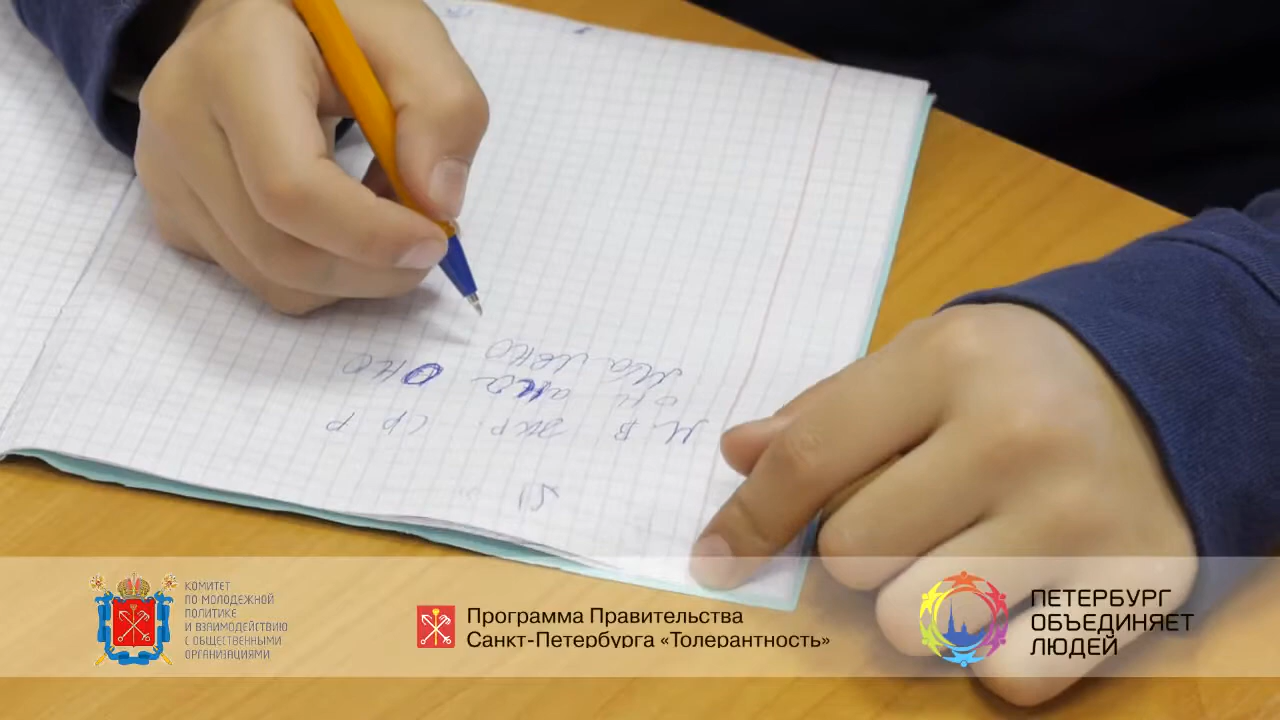 м. р жр ср р
он она оно
КОМИТЕТ
ПО МОЛОДЕЖНОЙ
ПОЛИТИКЕ
И ВЗАИМОДЕЙСТВИЮ
С ОБЩЕСТВЕННЫМИ
ОРГАНИЗАЦИЯМИ
Программа Правительства
Санкт-Петербурга «Толерантность»
ПЕТЕРБУРГ
ОБЪЕДИНЯЕТ
ЛЮДЕЙ